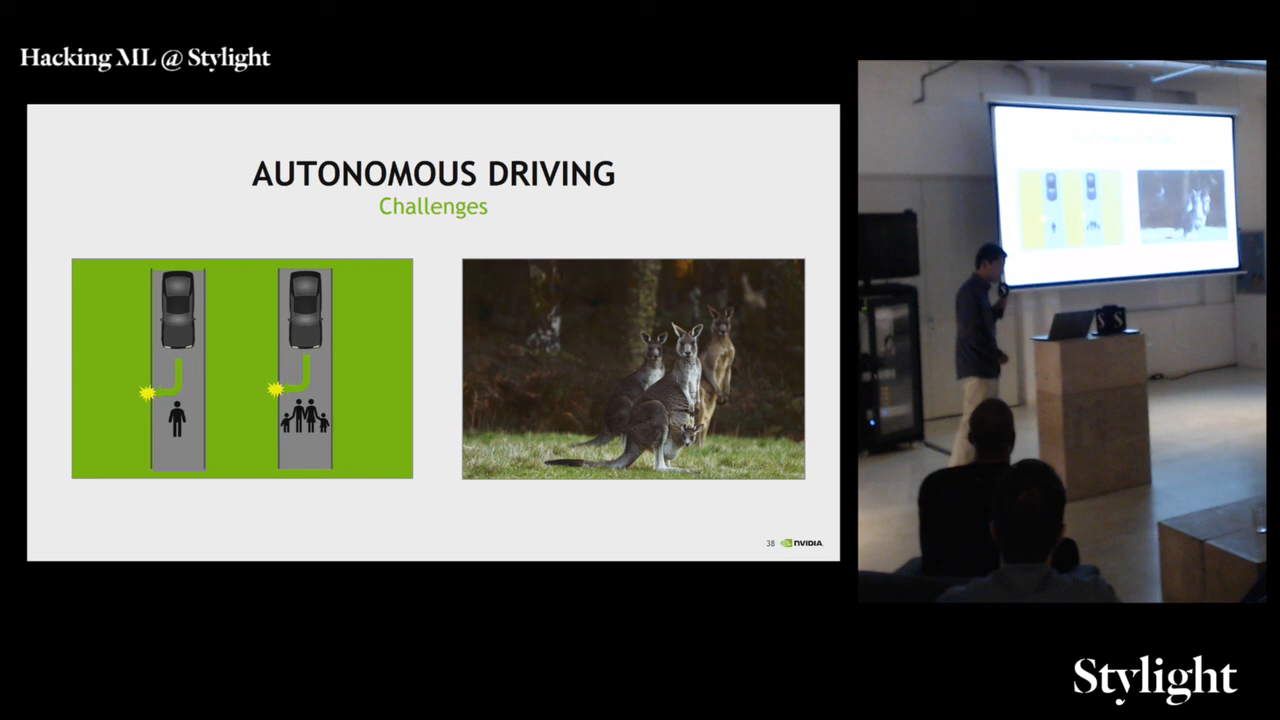 Hacking ML @ Stylight
AUTONOMOUS DRIVING
Challenges
38 NVIDIA
Stylight